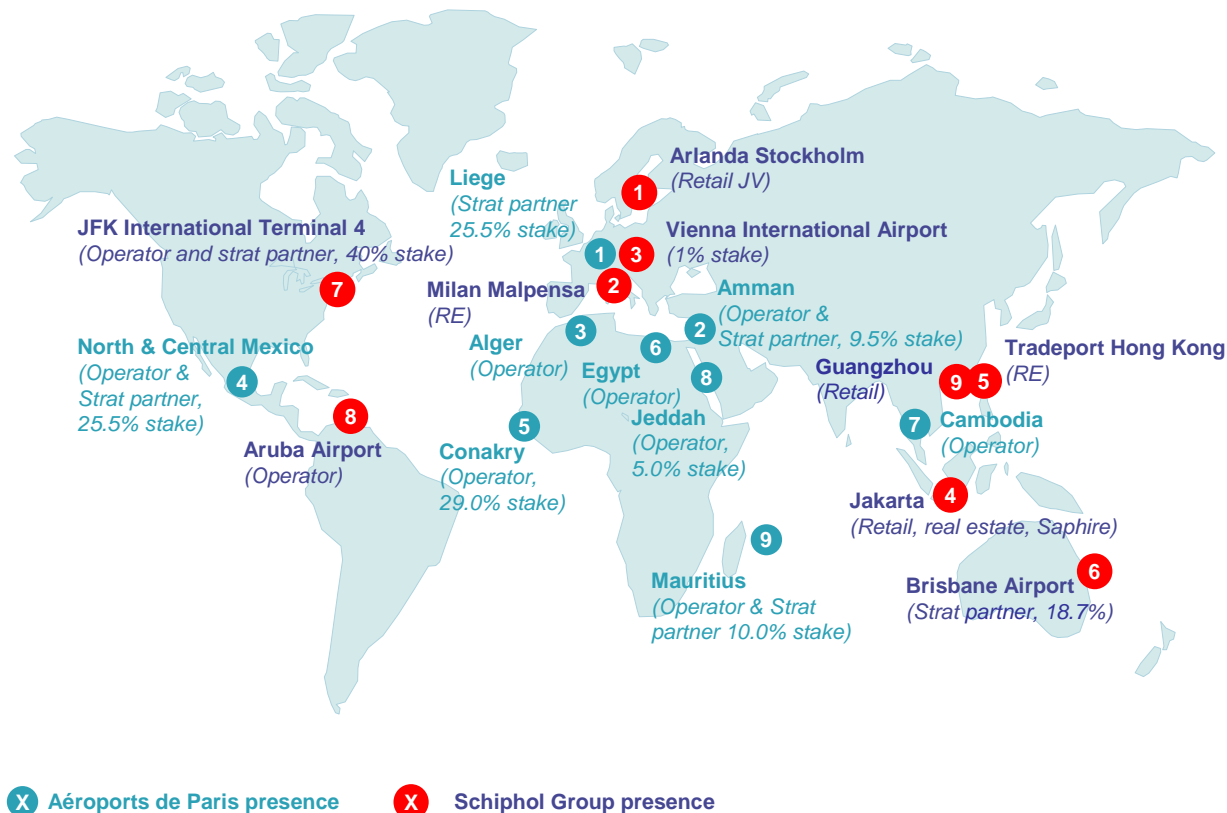 Arlanda Stockholm
(Retail JV)
1
Liege
(Strat partner
25.5% stake)
1
Vienna International Airport
(1% stake)
3
JFK International Terminal 4
(Operator and strat partner, 40% stake)
7
Milan Malpensa
(RE)
2
Amman
(Operator &
Strat partner, 9.5% stake)
2
Alger
(Operator)
3
Egypt
(Operator)
6
North & Central Mexico
(Operator &
Strat partner,
25.5% stake)
4
Tradeport Hong Kong
(RE)
5
Guangzhou
(Retail)
9
Jeddah
(Operator,
5.0% stake)
8
Aruba Airport
(Operator)
8
Conakry
(Operator,
29.0% stake)
5
Cambodia
(Operator)
7
Jakarta
(Retail, real estate, Saphire)
4
Mauritius
(Operator & Strat
partner 10.0% stake)
9
Brisbane Airport
(Strat partner, 18.7%)
6
X Aéroports de Paris presence
X Schiphol Group presence